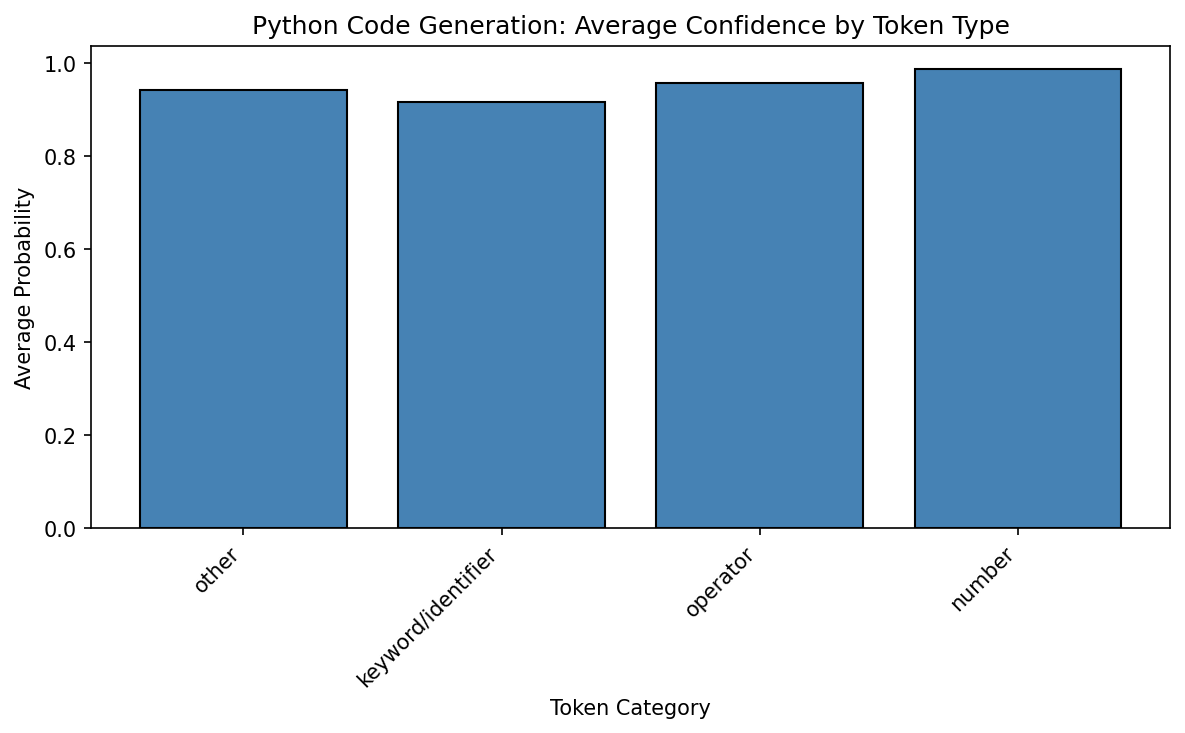 Python Code Generation: Average Confidence by Token Type
Average Probability
1.0
0.8
0.6
0.4
0.2
0.0
other
keyword/identifier
operator
number
Token Category